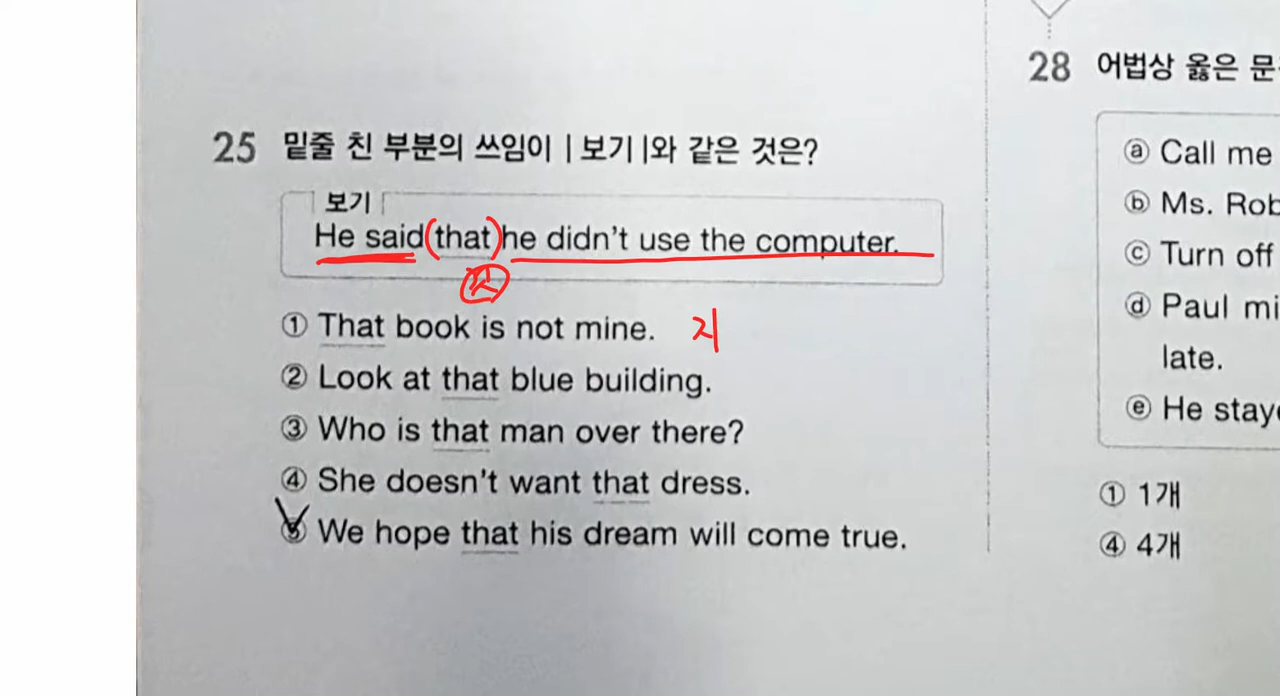 25 밑줄 친 부분의 쓰임이 | 보기 |와 같은 것은?
보기
He said (that) he didn't use the computer.
접
① That book is not mine. 지
② Look at that blue building.
③ Who is that man over there?
④ She doesn't want that dress.
⑤ We hope that his dream will come true.
28 어법상 옳은 문
ⓐ Call me
ⓑ Ms. Rob
ⓒ Turn off
ⓓ Paul mi
late.
ⓔ He stay
① 1개
④ 4개